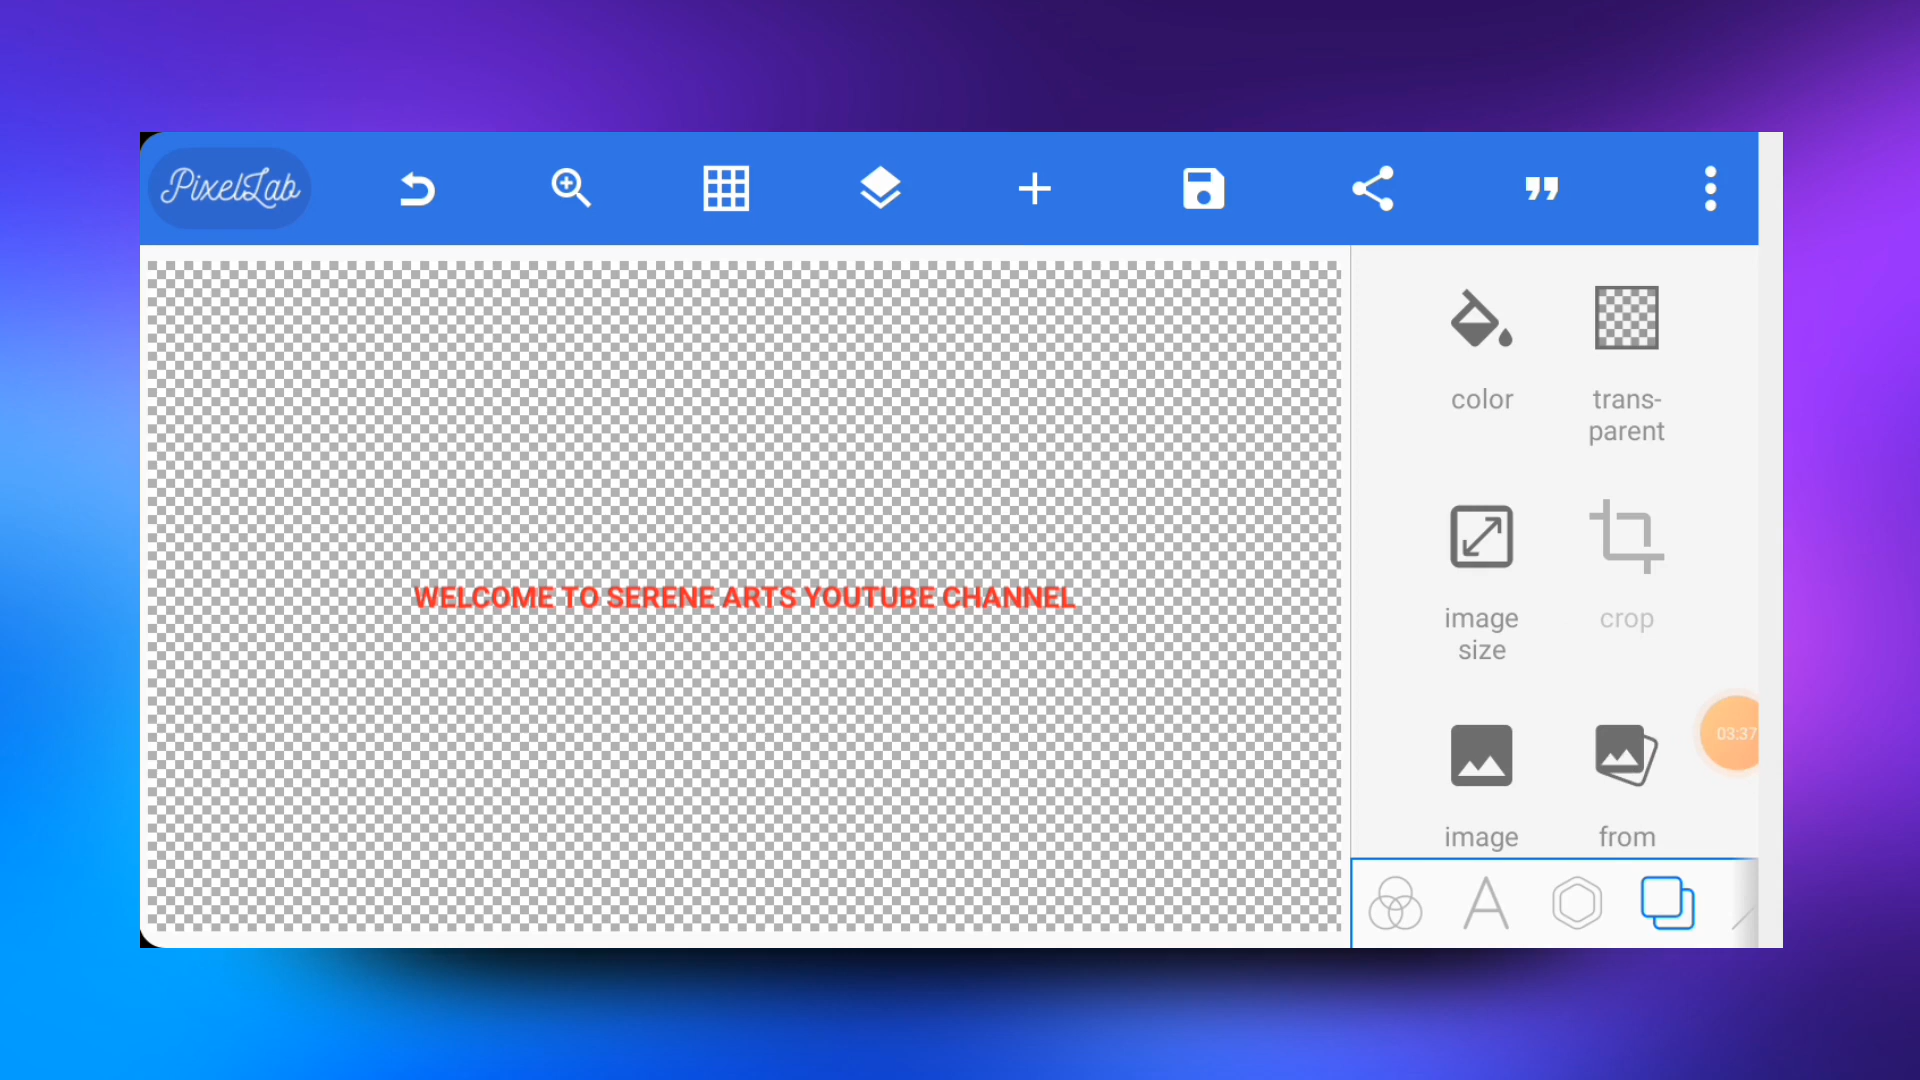 PixelLab
color
trans-
parent
WELCOME TO SERENE ARTS YOUTUBE CHANNEL
image
size
crop
03:37
image
from